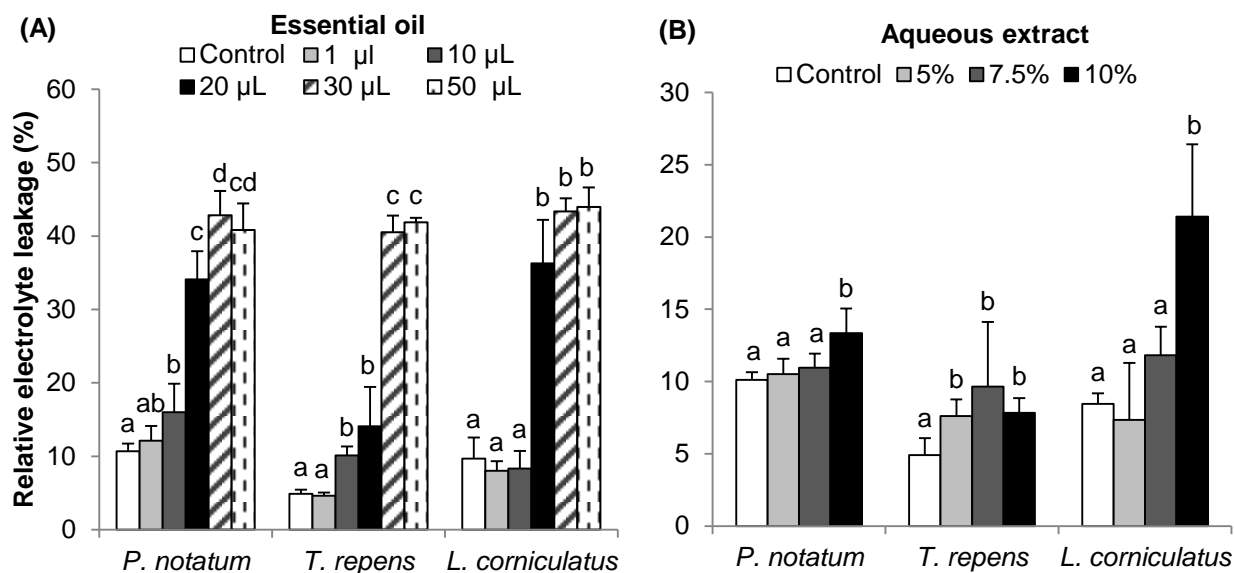 (A)
Essential oil
Control 1 µl 10 µL
20 µL 30 µL 50 µL
Relative electrolyte leakage (%)
60
50
40
30
20
10
0
a ab b c d cd
a a b b c c
a a a b b b
P. notatum T. repens L. corniculatus
(B)
Aqueous extract
Control 5% 7.5% 10%
30
25
20
15
10
5
0
a a a b
a b b b
a a a b
P. notatum T. repens L. corniculatus